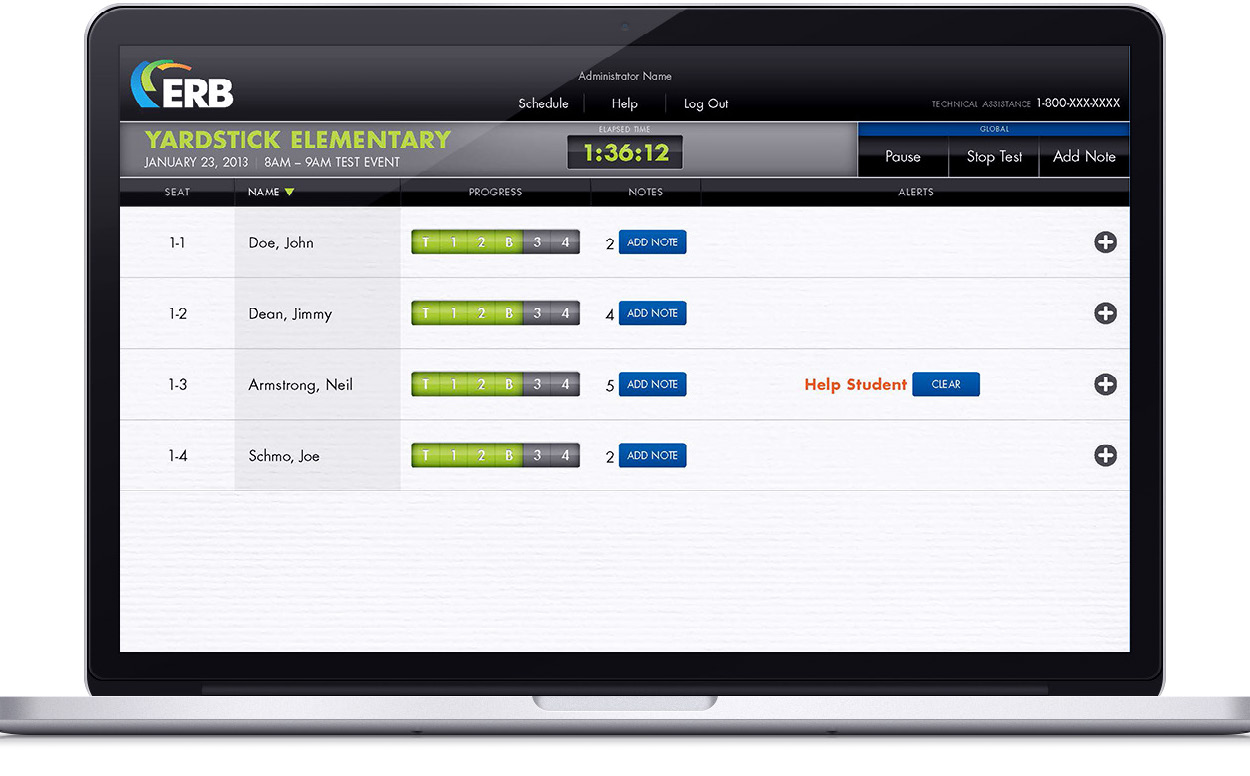 ERB
Administrator Name
Schedule Help Log Out
TECHNICAL ASSISTANCE 1-800-XXX-XXXX
YARDSTICK ELEMENTARY
JANUARY 23, 2013 | 8AM – 9AM TEST EVENT
ELAPSED TIME
1:36:12
GLOBAL
Pause Stop Test Add Note
SEAT NAME PROGRESS NOTES ALERTS
1-1 Doe, John T 1 2 B 3 4 2 ADD NOTE
1-2 Dean, Jimmy T 1 2 B 3 4 4 ADD NOTE
1-3 Armstrong, Neil T 1 2 B 3 4 5 ADD NOTE Help Student CLEAR
1-4 Schmo, Joe T 1 2 B 3 4 2 ADD NOTE